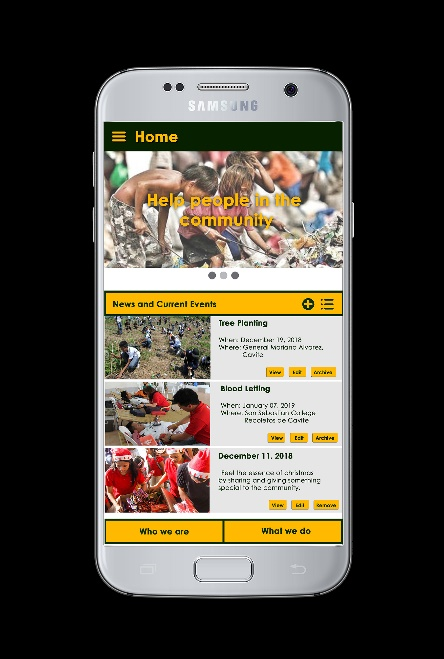 SAMSUNG
Home
Help people in the
community
News and Current Events
Tree Planting
When: December 19, 2018
Where: General Mariano Alvarez,
Cavite
View Edit Archive
Blood Letting
When: January 07, 2019
Where: San Sebastian College
Recoletos de Cavite
View Edit Archive
December 11, 2018
Feel the essence of christmas
by sharing and giving something
special to the community.
View Edit Remove
Who we are
What we do